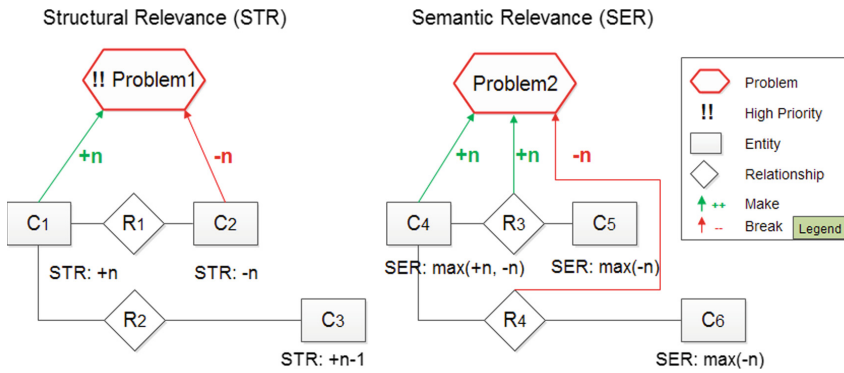 Structural Relevance (STR)
Semantic Relevance (SER)
!! Problem1
Problem2
+n
-n
+n
+n
-n
C1
R1
C2
C4
R3
C5
STR: +n
STR: -n
SER: max(+n, -n)
SER: max(-n)
R2
C3
R4
C6
STR: +n-1
SER: max(-n)
Problem
!! High Priority
Entity
Relationship
++ Make
-- Break
Legend